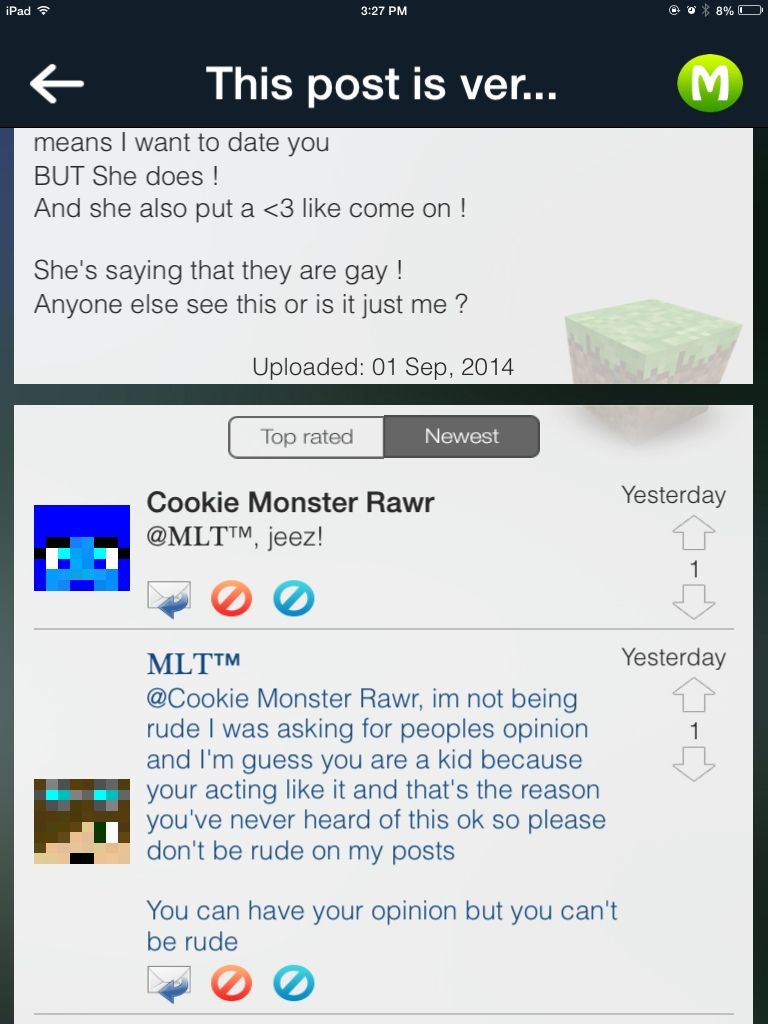 iPad 3:27 PM 8%
This post is ver...
M
means I want to date you
BUT She does !
And she also put a <3 like come on !
She's saying that they are gay !
Anyone else see this or is it just me ?
Uploaded: 01 Sep, 2014
Top rated Newest
Cookie Monster Rawr Yesterday
@MLT™, jeez!
1
MLT™ Yesterday
@Cookie Monster Rawr, im not being
rude I was asking for peoples opinion
1
and I'm guess you are a kid because
your acting like it and that's the reason
you've never heard of this ok so please
don't be rude on my posts
You can have your opinion but you can't
be rude